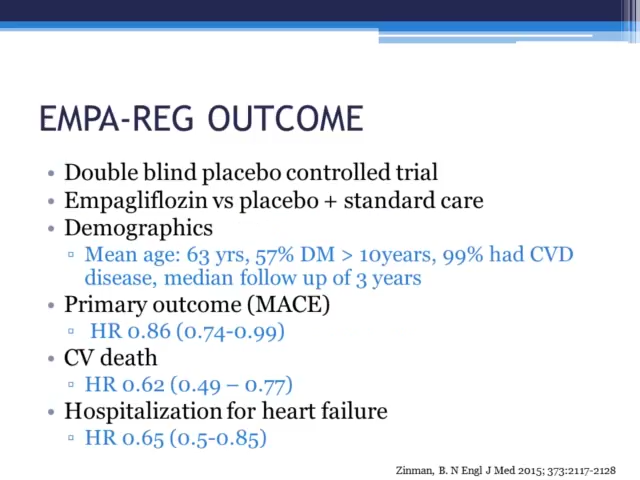 EMPA-REG OUTCOME
• Double blind placebo controlled trial
• Empagliflozin vs placebo + standard care
• Demographics
▫ Mean age: 63 yrs, 57% DM > 10years, 99% had CVD
disease, median follow up of 3 years
• Primary outcome (MACE)
▫ HR 0.86 (0.74-0.99)
• CV death
▫ HR 0.62 (0.49 – 0.77)
• Hospitalization for heart failure
▫ HR 0.65 (0.5-0.85)
Zinman, B. N Engl J Med 2015; 373:2117-2128